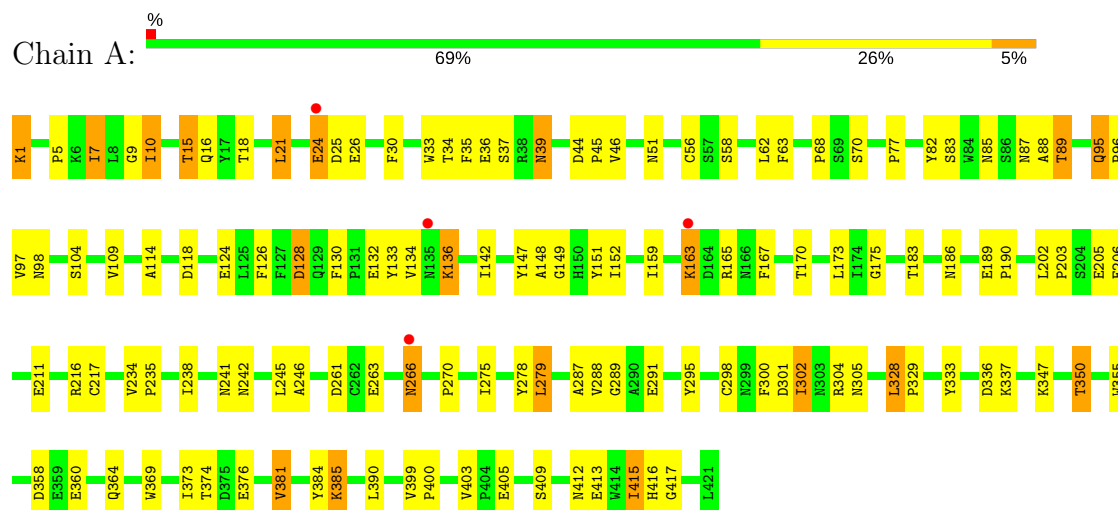 %
Chain A:
69% 26% 5%
K1 P5 K6 I7 L8 G9 I10 T15 Q16 Y17 T18 L21 E24 D25 E26 F30 W33 T34 F35 E36 S37 R38 N39 D44 P45 V46 N51 C56 S57 S58 L62 F63 P68 S69 S70 P77 Y82 S83 W84 N85 S86 N87 A88 T89 Q95
V97 N98 S104 V109 A114 D118 E124 L125 F126 F127 D128 Q129 F130 P131 E132 Y133 V134 N135 K136 I142 Y147 A148 G149 H150 Y151 I152 I159 K163 D164 R165 N166 F167 T170 L173 I174 G175 T183 N186 E189 P190 L202 P203 S204 E205
E211 R216 C217 V234 P235 I238 N241 N242 L245 A246 D261 C262 E263 N266 P270 I275 Y278 L279 A287 V288 G289 A290 E291 Y295 C298 N299 F300 D301 I302 N303 R304 N305 L328 P329 Y333 D336 K337 K347 T350
D358 E359 E360 Q364 W369 I373 T374 D375 E376 V381 Y384 K385 L390 V399 P400 V403 P404 E405 S409 N412 E413 W414 I415 H416 G417 L421